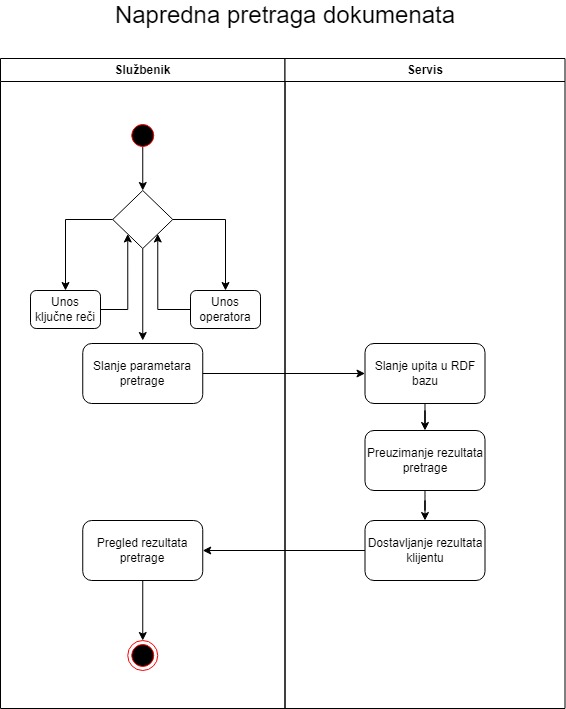 Napredna pretraga dokumenata
Službenik
Servis
Unos
ključne reči
Unos
operatora
Slanje parametara
pretrage
Slanje upita u RDF
bazu
Preuzimanje rezultata
pretrage
Pregled rezultata
pretrage
Dostavljanje rezultata
klijentu